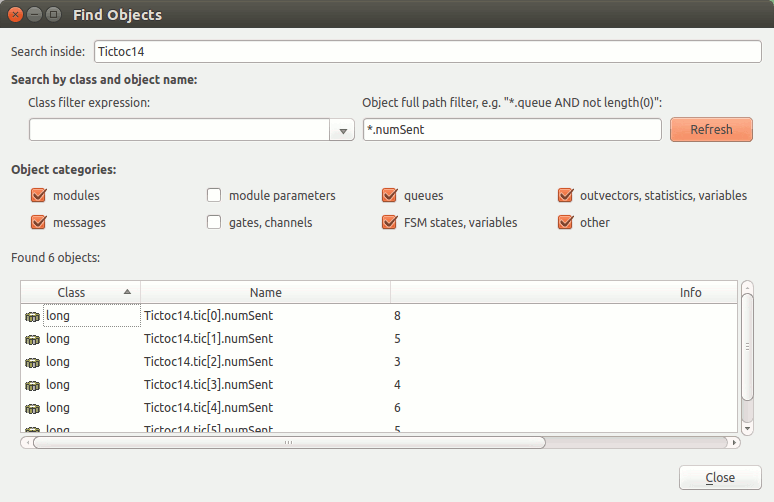 Find Objects
Search inside: Tictoc14
Search by class and object name:
Class filter expression: Object full path filter, e.g. "*.queue AND not length(0)":
*.numSent Refresh
Object categories:
modules module parameters queues outvectors, statistics, variables
messages gates, channels FSM states, variables other
Found 6 objects:
Class Name Info
long Tictoc14.tic[0].numSent 8
long Tictoc14.tic[1].numSent 5
long Tictoc14.tic[2].numSent 3
long Tictoc14.tic[3].numSent 4
long Tictoc14.tic[4].numSent 6
long Tictoc14.tic[5].numSent 5
Close